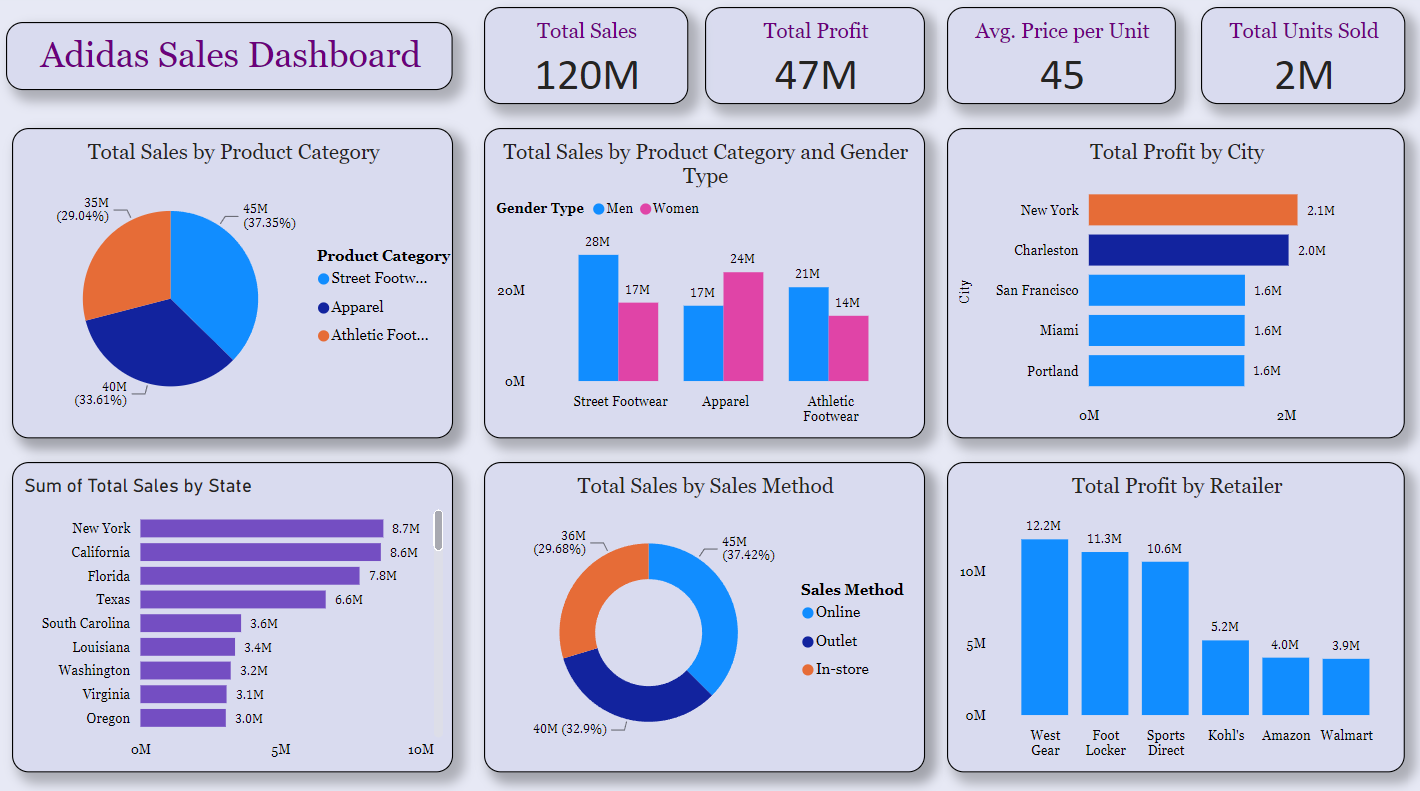 Adidas Sales Dashboard
Total Sales
120M
Total Profit
47M
Avg. Price per Unit
45
Total Units Sold
2M
Total Sales by Product Category
35M
(29.04%)
45M
(37.35%)
40M
(33.61%)
Product Category
Street Footw...
Apparel
Athletic Foot...
Total Sales by Product Category and Gender
Type
Gender Type Men Women
28M
17M
17M
24M
21M
14M
20M
0M
Street Footwear
Apparel
Athletic
Footwear
Total Profit by City
City
New York 2.1M
Charleston 2.0M
San Francisco 1.6M
Miami 1.6M
Portland 1.6M
0M 2M
Sum of Total Sales by State
New York 8.7M
California 8.6M
Florida 7.8M
Texas 6.6M
South Carolina 3.6M
Louisiana 3.4M
Washington 3.2M
Virginia 3.1M
Oregon 3.0M
0M 5M 10M
Total Sales by Sales Method
36M
(29.68%)
45M
(37.42%)
40M (32.9%)
Sales Method
Online
Outlet
In-store
Total Profit by Retailer
12.2M
11.3M
10.6M
5.2M
4.0M
3.9M
10M
5M
0M
West
Gear
Foot
Locker
Sports
Direct
Kohl's
Amazon
Walmart